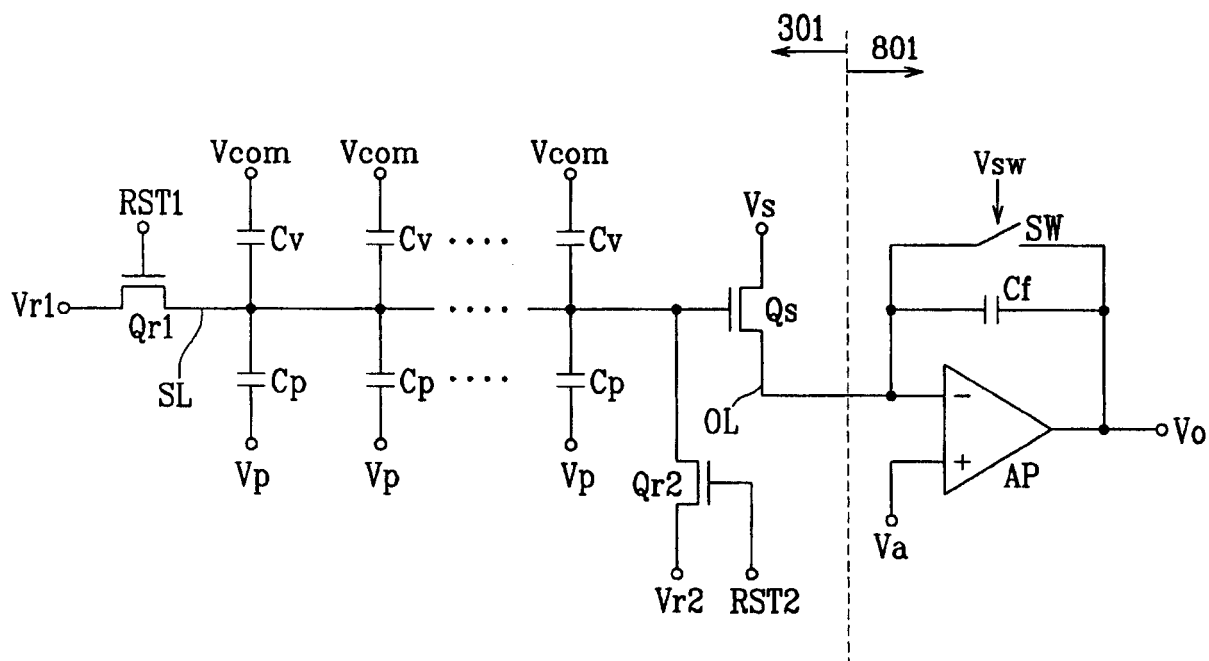 301
801
Vcom Vcom Vcom
Vsw
RST1
Vs
SW
Cv Cv .... Cv
Cf
Vr1
Qr1
....
Qs
SL
Cp Cp .... Cp
OL
−
Vo
Vp Vp Vp
Qr2
+
AP
Va
Vr2 RST2